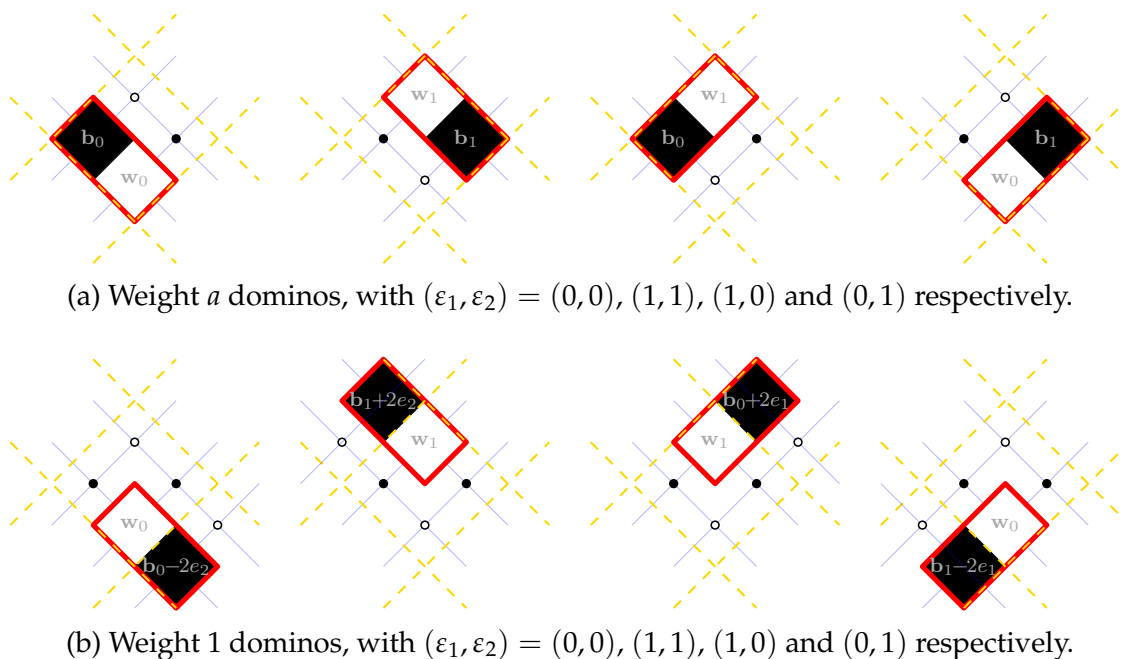 w₁ w₁
b₀ b₁ b₀ b₁
w₀ w₀
(a) Weight a dominos, with (ε₁, ε₂) = (0, 0), (1, 1), (1, 0) and (0, 1) respectively.
b₁+2e₂ b₀+2e₁
w₁ w₁
w₀ w₀
b₀−2e₂ b₁−2e₁
(b) Weight 1 dominos, with (ε₁, ε₂) = (0, 0), (1, 1), (1, 0) and (0, 1) respectively.